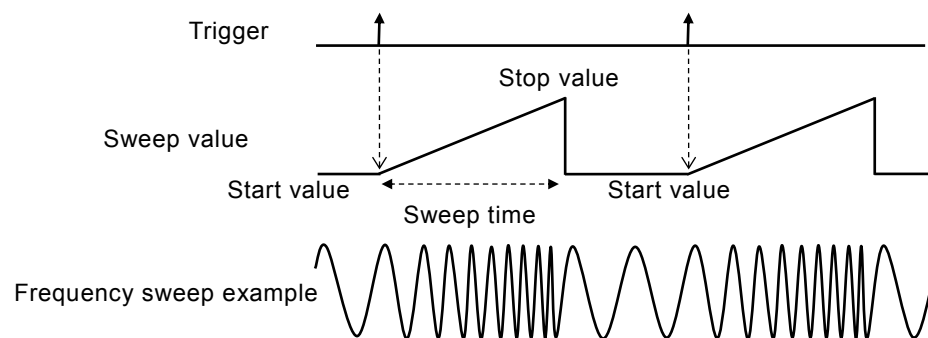 Trigger
Stop value
Sweep value
Start value
Start value
Sweep time
Frequency sweep example